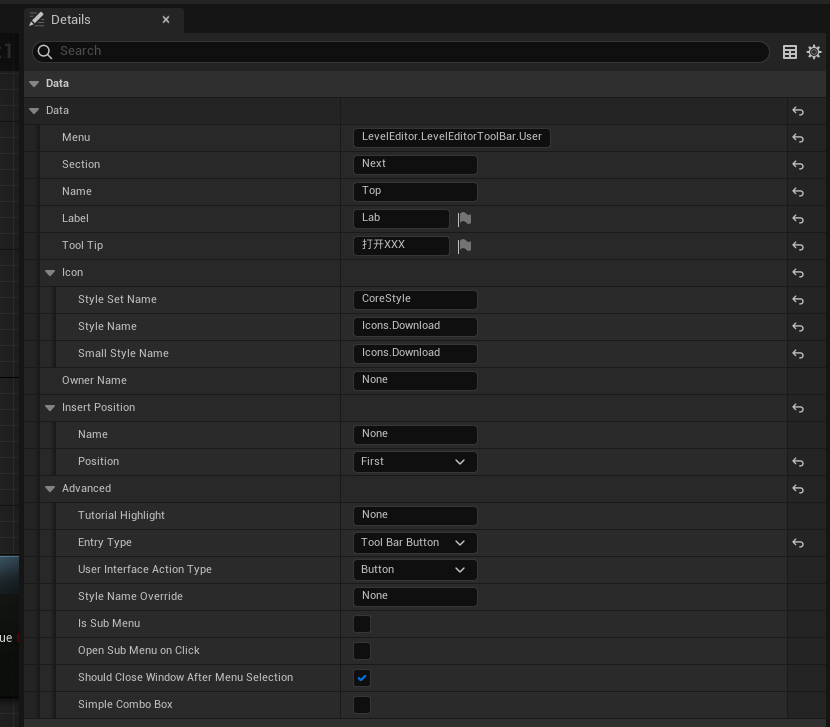 Details
Search
Data
Data
Menu LevelEditor.LevelEditorToolBar.User
Section Next
Name Top
Label Lab
Tool Tip 打开XXX
Icon
Style Set Name CoreStyle
Style Name Icons.Download
Small Style Name Icons.Download
Owner Name None
Insert Position
Name None
Position First
Advanced
Tutorial Highlight None
Entry Type Tool Bar Button
User Interface Action Type Button
Style Name Override None
Is Sub Menu
ue
Open Sub Menu on Click
Should Close Window After Menu Selection
Simple Combo Box